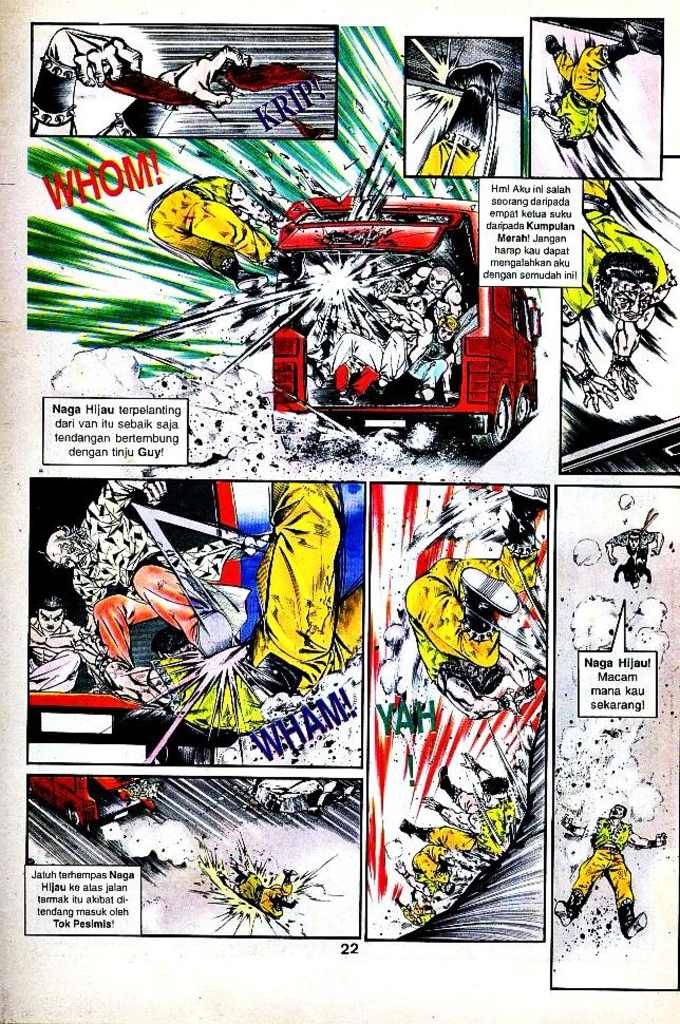 KRIP!
WHOM!
Hm! Aku ini salah
seorang daripada
empat ketua suku
daripada Kumpulan
Merah! Jangan
harap kau dapat
mengalahkan aku
dengan semudah ini!
Naga Hijau terpelanting
dari van itu sebaik saja
tendangan bertembung
dengan tinju Guy!
WHAM!
YAH
!
Naga Hijau!
Macam
mana kau
sekarang!
Jatuh terhempas Naga
Hijau ke atas jalan
tarmak itu akibat di-
tendang masuk oleh
Tok Pesimis!
22